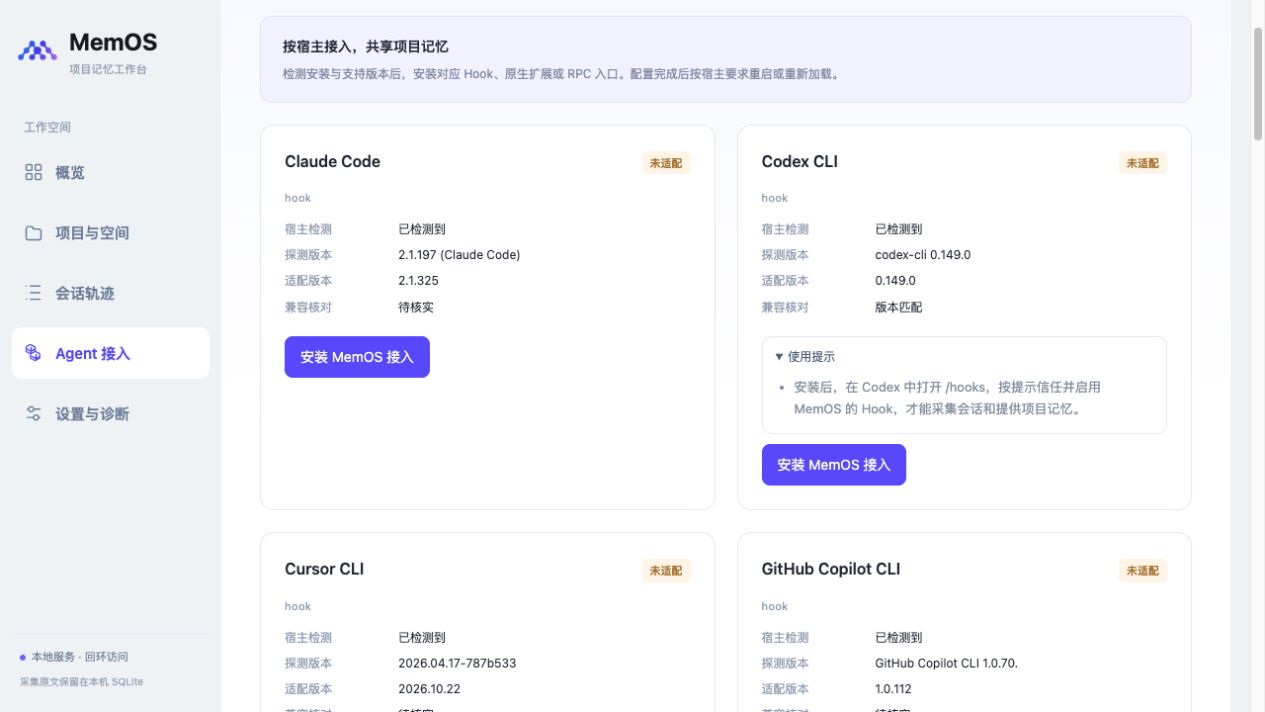 MemOS
项目记忆工作台
工作空间
概览
项目与空间
会话轨迹
Agent 接入
设置与诊断
本地服务 · 回环访问
采集原文保留在本机 SQLite
按宿主接入，共享项目记忆
检测安装与支持版本后，安装对应 Hook、原生扩展或 RPC 入口。配置完成后按宿主要求重启或重新加载。
Claude Code
未适配
hook
宿主检测 已检测到
探测版本 2.1.197 (Claude Code)
适配版本 2.1.325
兼容核对 待核实
安装 MemOS 接入
Codex CLI
未适配
hook
宿主检测 已检测到
探测版本 codex-cli 0.149.0
适配版本 0.149.0
兼容核对 版本匹配
▼ 使用提示
• 安装后，在 Codex 中打开 /hooks，按提示信任并启用
MemOS 的 Hook，才能采集会话和提供项目记忆。
安装 MemOS 接入
Cursor CLI
未适配
hook
宿主检测 已检测到
探测版本 2026.04.17-787b533
适配版本 2026.10.22
兼容核对 待核实
GitHub Copilot CLI
未适配
hook
宿主检测 已检测到
探测版本 GitHub Copilot CLI 1.0.70.
适配版本 1.0.112
兼容核对 待核实